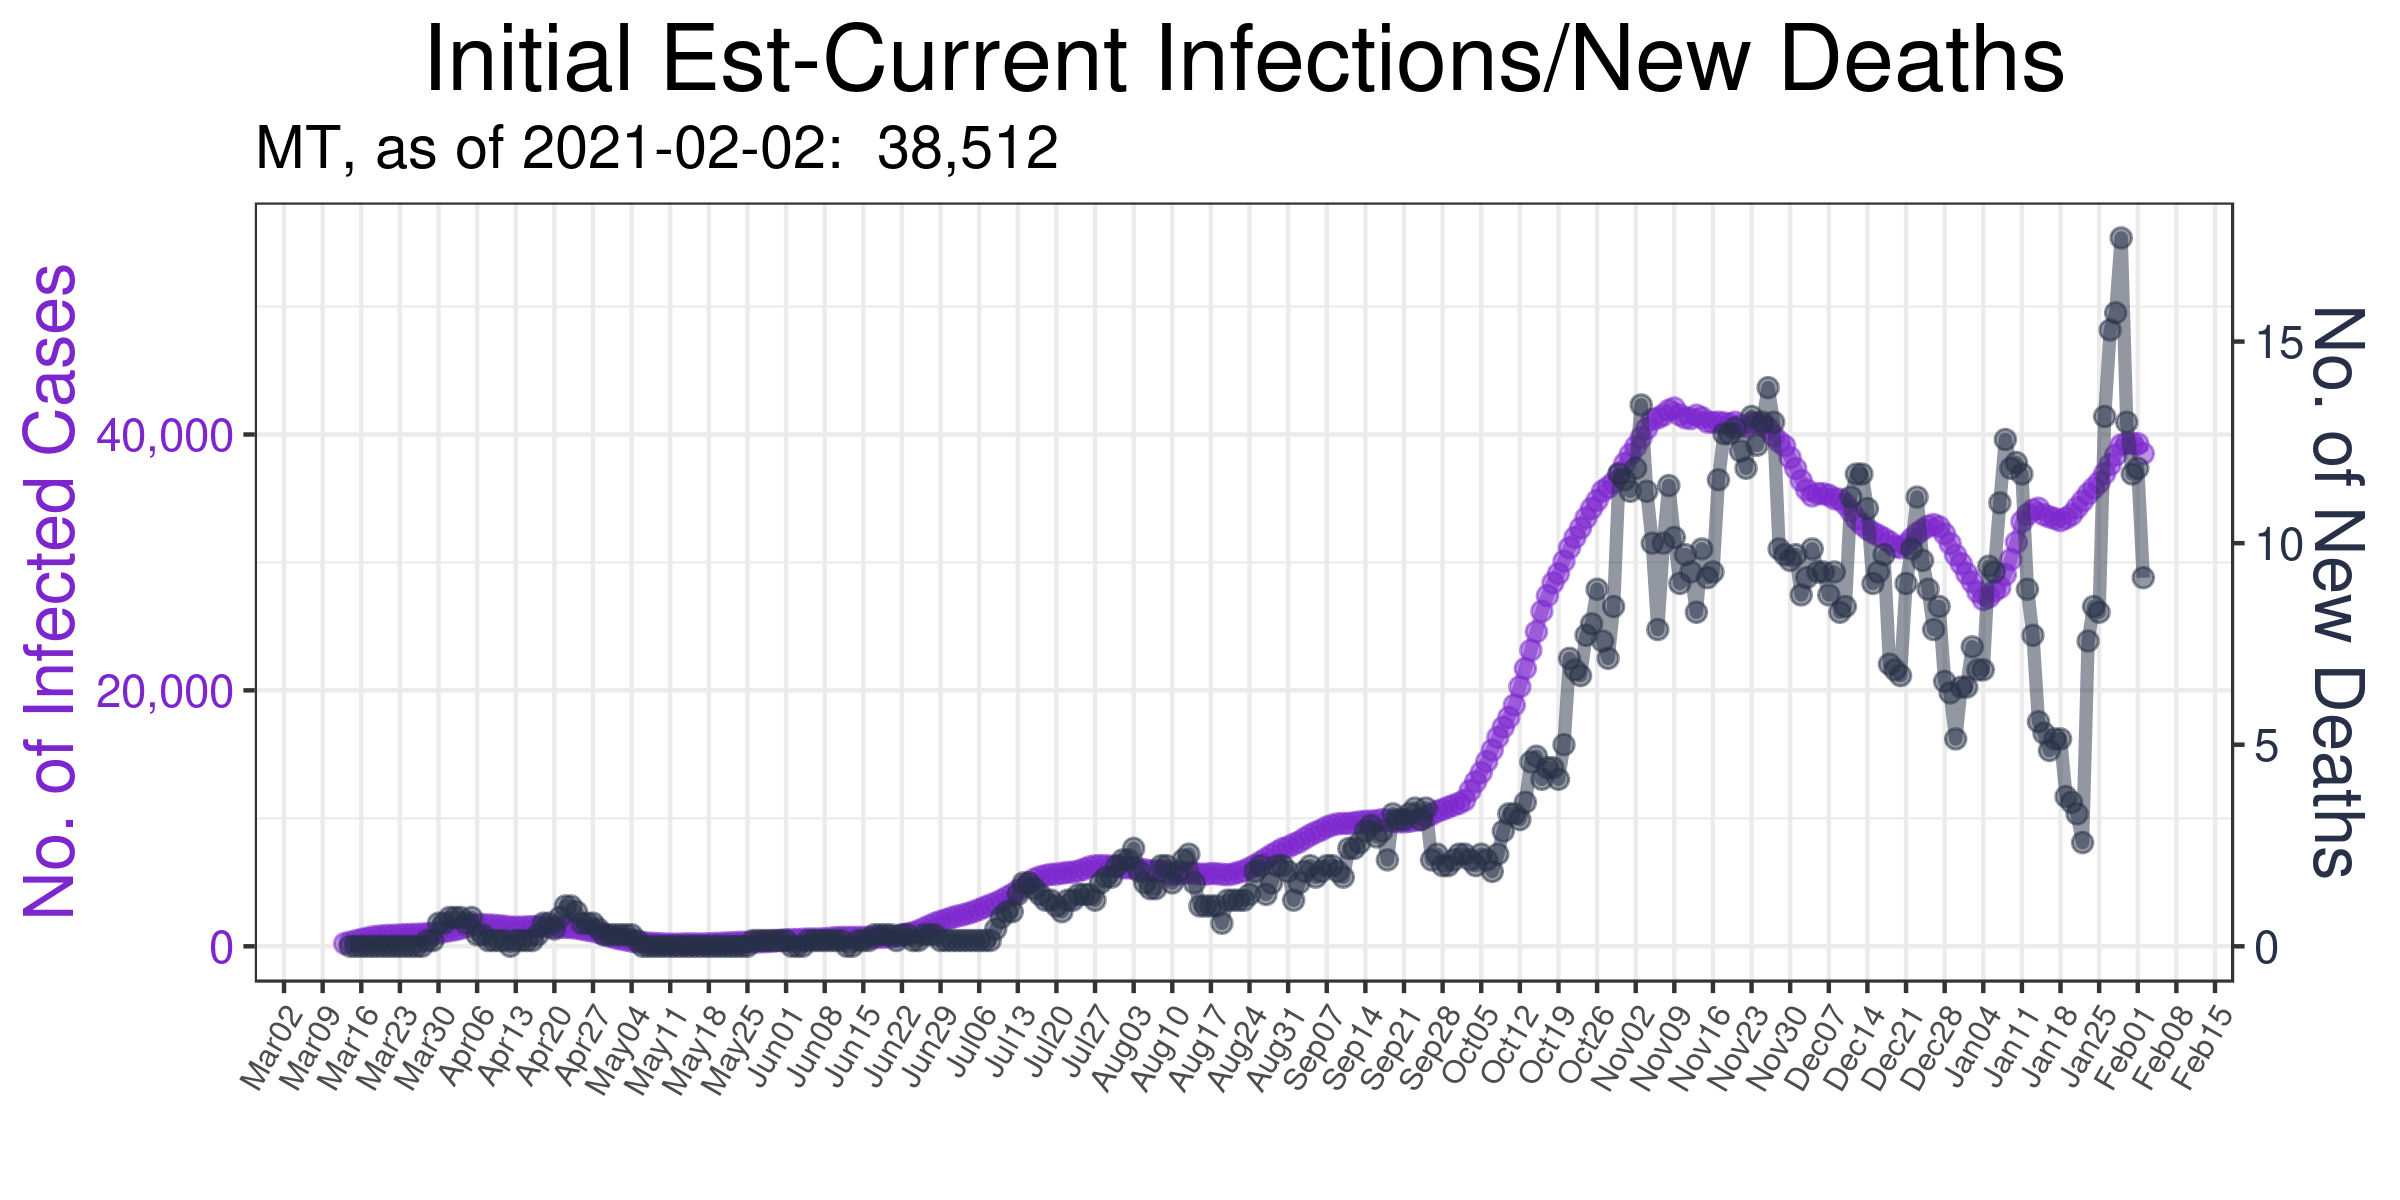 Initial Est-Current Infections/New Deaths
MT, as of 2021-02-02:  38,512
No. of Infected Cases
40,000
20,000
0
15
10
5
0
No. of New Deaths
Mar02
Mar09
Mar16
Mar23
Mar30
Apr06
Apr13
Apr20
Apr27
May04
May11
May18
May25
Jun01
Jun08
Jun15
Jun22
Jun29
Jul06
Jul13
Jul20
Jul27
Aug03
Aug10
Aug17
Aug24
Aug31
Sep07
Sep14
Sep21
Sep28
Oct05
Oct12
Oct19
Oct26
Nov02
Nov09
Nov16
Nov23
Nov30
Dec07
Dec14
Dec21
Dec28
Jan04
Jan11
Jan18
Jan25
Feb01
Feb08
Feb15